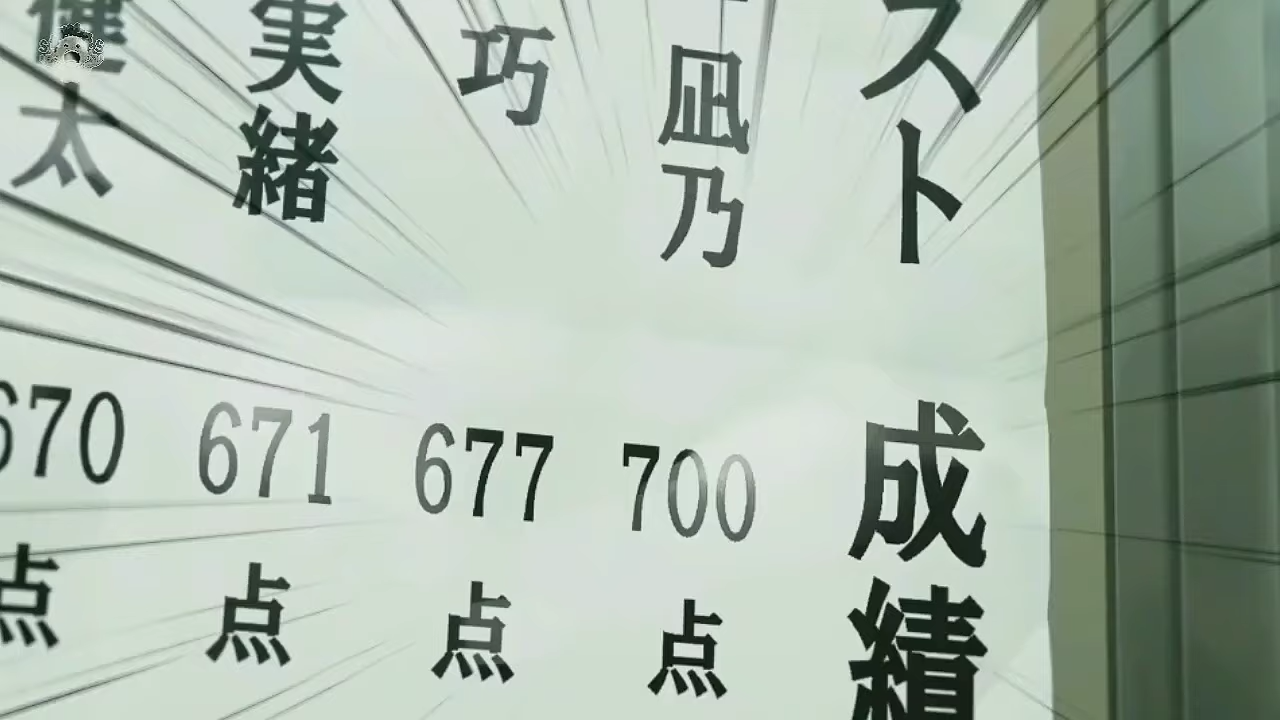 スト 成績
凪乃 700点
巧 677点
実緒 671点
健太 670点